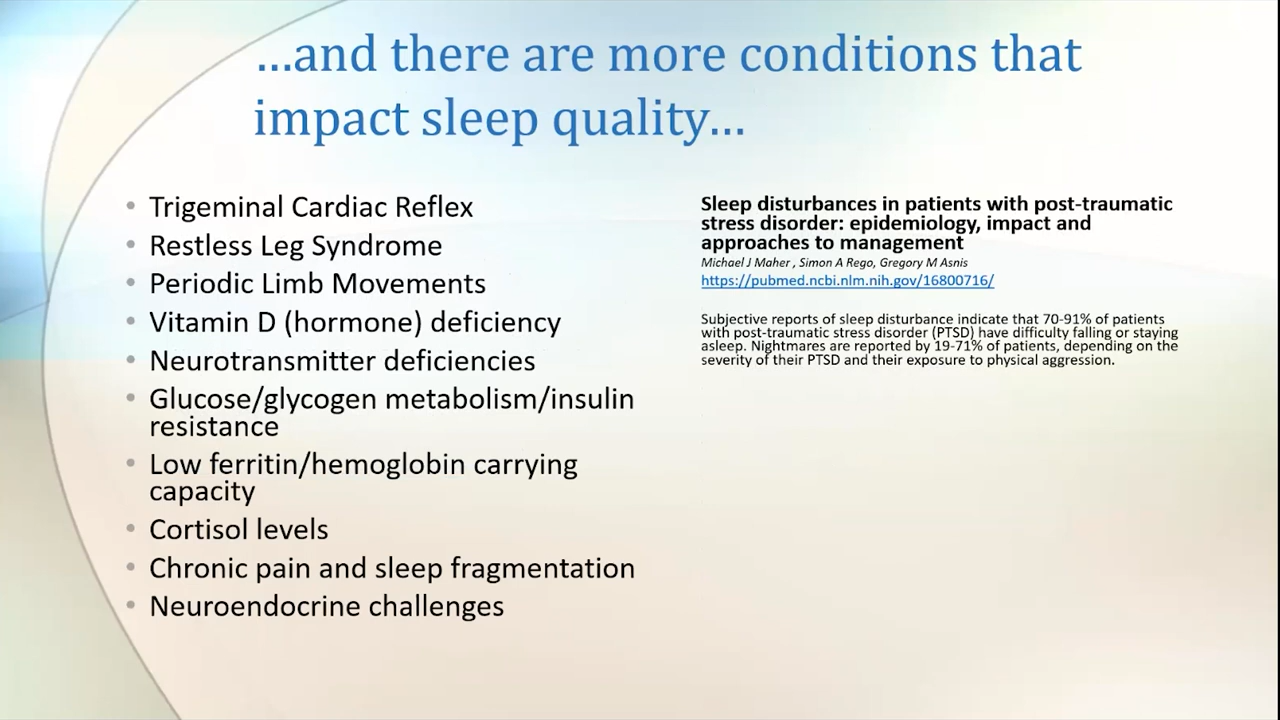 ...and there are more conditions that
impact sleep quality...
• Trigeminal Cardiac Reflex
• Restless Leg Syndrome
• Periodic Limb Movements
• Vitamin D (hormone) deficiency
• Neurotransmitter deficiencies
• Glucose/glycogen metabolism/insulin
resistance
• Low ferritin/hemoglobin carrying
capacity
• Cortisol levels
• Chronic pain and sleep fragmentation
• Neuroendocrine challenges
Sleep disturbances in patients with post-traumatic
stress disorder: epidemiology, impact and
approaches to management
Michael J Maher , Simon A Rego, Gregory M Asnis
https://pubmed.ncbi.nlm.nih.gov/16800716/
Subjective reports of sleep disturbance indicate that 70-91% of patients
with post-traumatic stress disorder (PTSD) have difficulty falling or staying
asleep. Nightmares are reported by 19-71% of patients, depending on the
severity of their PTSD and their exposure to physical aggression.